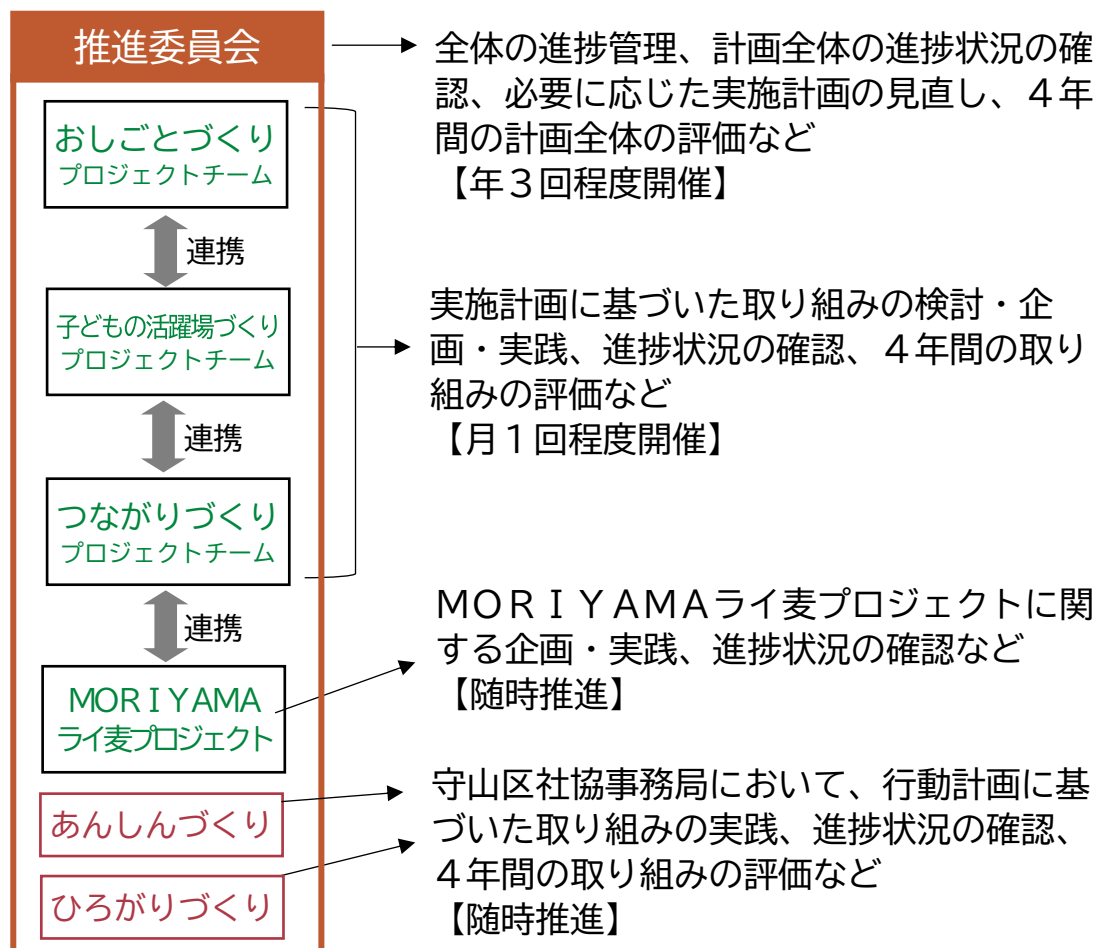 推進委員会
全体の進捗管理、計画全体の進捗状況の確
認、必要に応じた実施計画の見直し、４年
間の計画全体の評価など
【年３回程度開催】
おしごとづくり
プロジェクトチーム
連携
子どもの活躍場づくり
プロジェクトチーム
連携
つながりづくり
プロジェクトチーム
実施計画に基づいた取り組みの検討・企
画・実践、進捗状況の確認、４年間の取り
組みの評価など
【月１回程度開催】
連携
ＭＯＲＩＹＡＭＡ
ライ麦プロジェクト
ＭＯＲＩＹＡＭＡライ麦プロジェクトに関
する企画・実践、進捗状況の確認など
【随時推進】
あんしんづくり
ひろがりづくり
守山区社協事務局において、行動計画に基
づいた取り組みの実践、進捗状況の確認、
４年間の取り組みの評価など
【随時推進】